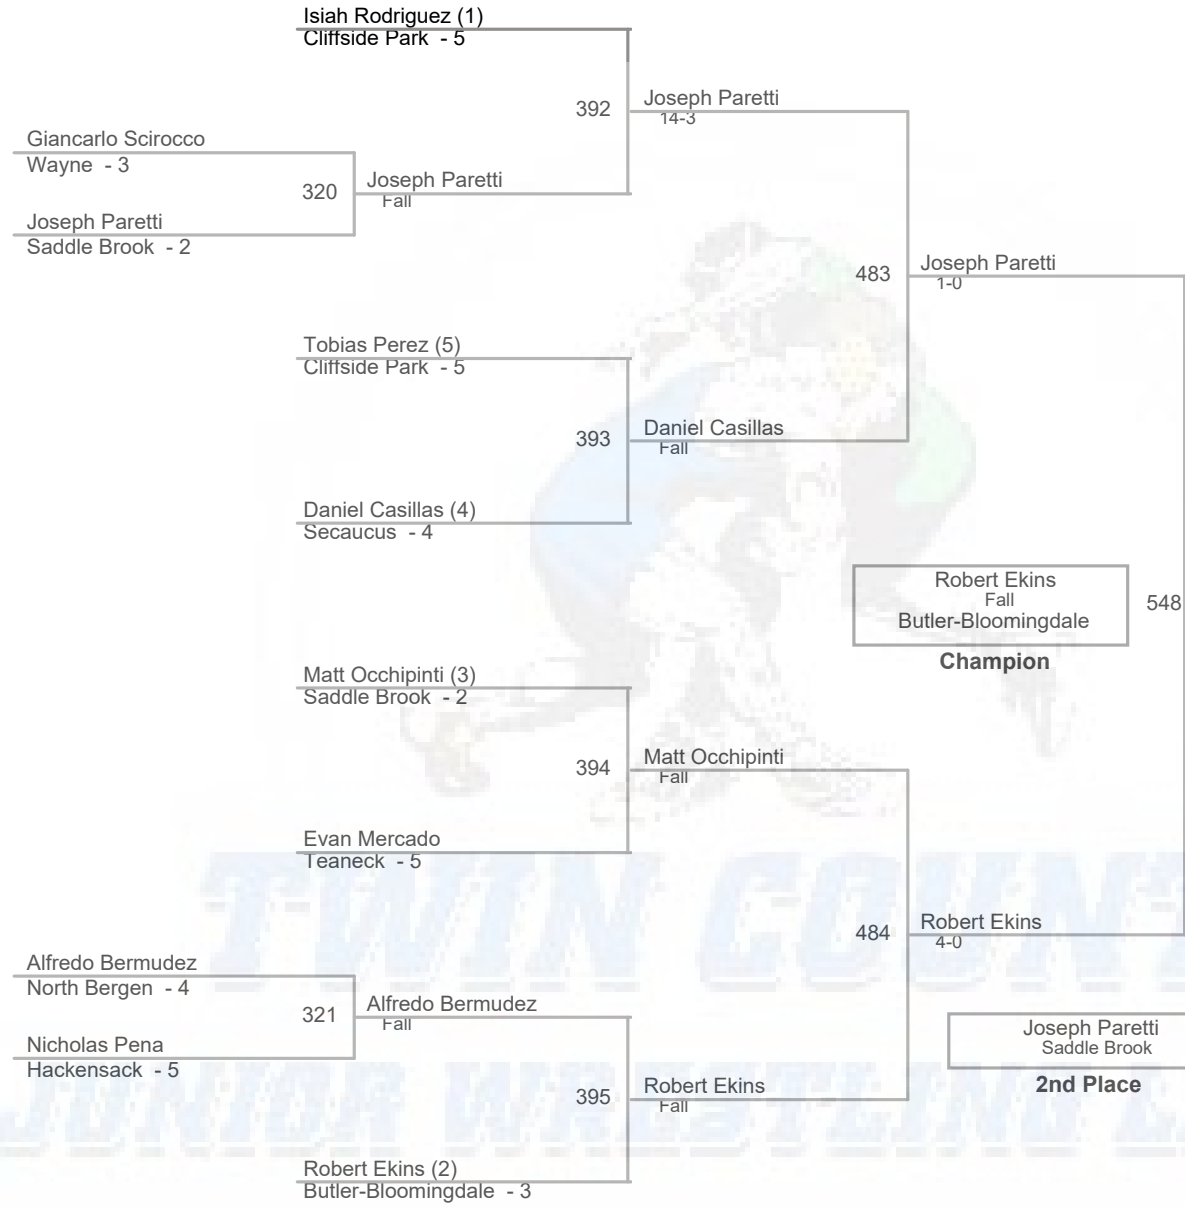 Isiah Rodriguez (1)
Cliffside Park - 5
392
Joseph Paretti
14-3
Giancarlo Scirocco
Wayne - 3
320
Joseph Paretti
Fall
Joseph Paretti
Saddle Brook - 2
483
Joseph Paretti
1-0
Tobias Perez (5)
Cliffside Park - 5
393
Daniel Casillas
Fall
Daniel Casillas (4)
Secaucus - 4
Robert Ekins
Fall
Butler-Bloomingdale
548
Champion
Matt Occhipinti (3)
Saddle Brook - 2
394
Matt Occhipinti
Fall
Evan Mercado
Teaneck - 5
TWIN COUN
484
Robert Ekins
4-0
Alfredo Bermudez
North Bergen - 4
321
Alfredo Bermudez
Fall
Nicholas Pena
Hackensack - 5
Joseph Paretti
Saddle Brook
2nd Place
395
Robert Ekins
Fall
JUNIOR WRESTLING
Robert Ekins (2)
Butler-Bloomingdale - 3